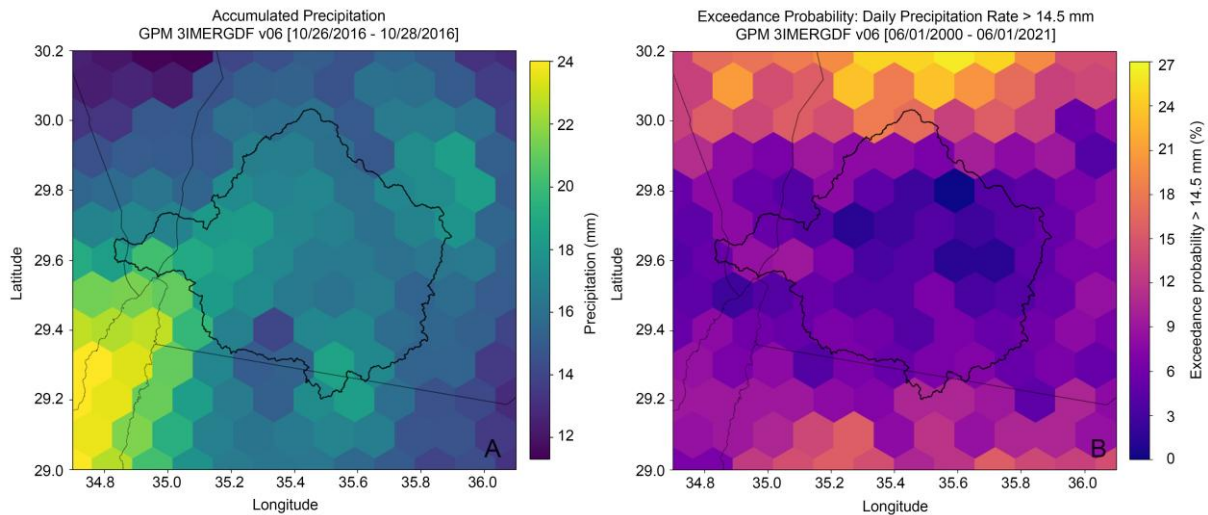 Accumulated Precipitation
GPM 3IMERGDF v06 [10/26/2016 - 10/28/2016]
30.2
30.0
29.8
29.6
29.4
29.2
29.0
Latitude
34.8 35.0 35.2 35.4 35.6 35.8 36.0
Longitude
A
24
22
20
18
16
14
12
Precipitation (mm)
Exceedance Probability: Daily Precipitation Rate > 14.5 mm
GPM 3IMERGDF v06 [06/01/2000 - 06/01/2021]
30.2
30.0
29.8
29.6
29.4
29.2
29.0
Latitude
34.8 35.0 35.2 35.4 35.6 35.8 36.0
Longitude
B
27
24
21
18
15
12
9
6
3
0
Exceedance probability > 14.5 mm (%)